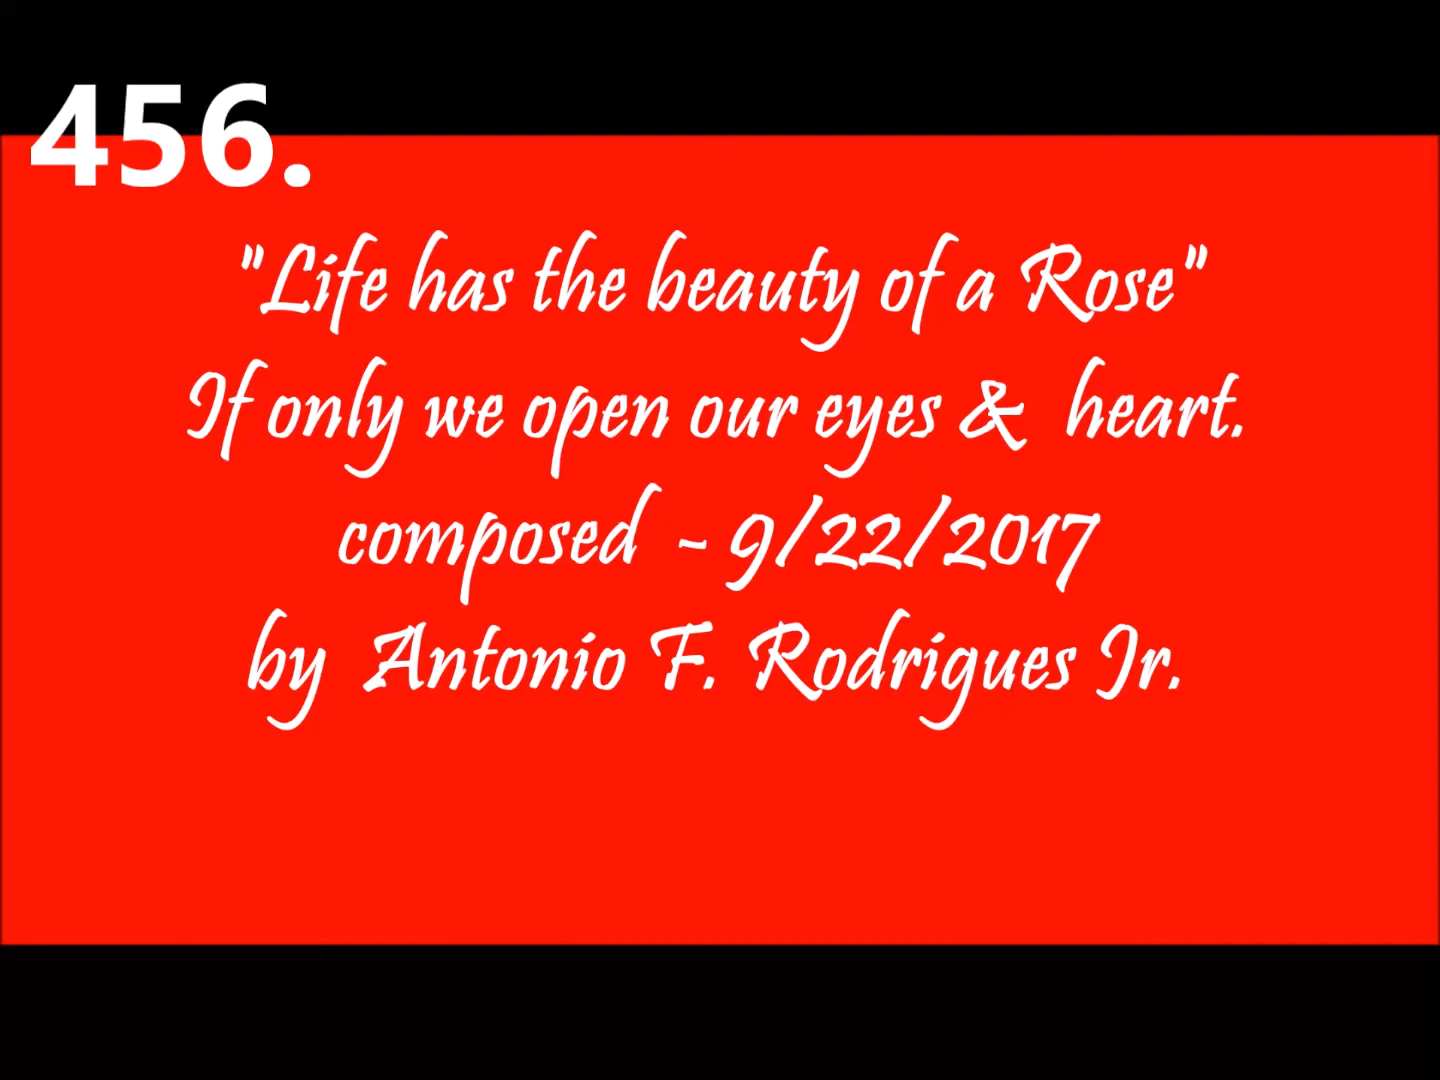 456.
"Life has the beauty of a Rose"
If only we open our eyes & heart.
composed - 9/22/2017
by Antonio F. Rodrigues Jr.